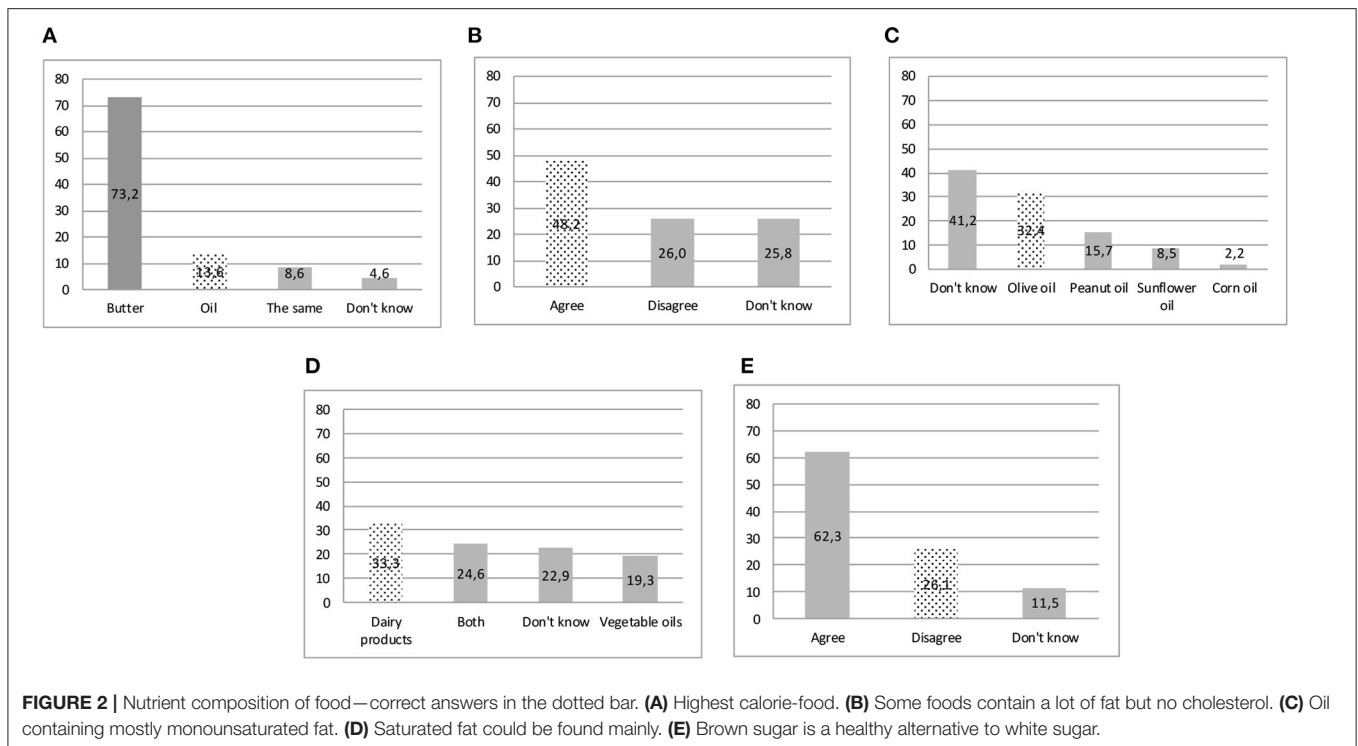 A
80
70
60
50
40
30
20
10
0
73,2
13,6
8,6
4,6
Butter
Oil
The same
Don't know
B
80
70
60
50
40
30
20
10
0
48,2
26,0
25,8
Agree
Disagree
Don't know
C
80
70
60
50
40
30
20
10
0
41,2
32,4
15,7
8,5
2,2
Don't know
Olive oil
Peanut oil
Sunflower
oil
Corn oil
D
80
70
60
50
40
30
20
10
0
33,3
24,6
22,9
19,3
Dairy
products
Both
Don't know
Vegetable oils
E
80
70
60
50
40
30
20
10
0
62,3
26,1
11,5
Agree
Disagree
Don't know
FIGURE 2 | Nutrient composition of food—correct answers in the dotted bar. (A) Highest calorie-food. (B) Some foods contain a lot of fat but no cholesterol. (C) Oil
containing mostly monounsaturated fat. (D) Saturated fat could be found mainly. (E) Brown sugar is a healthy alternative to white sugar.